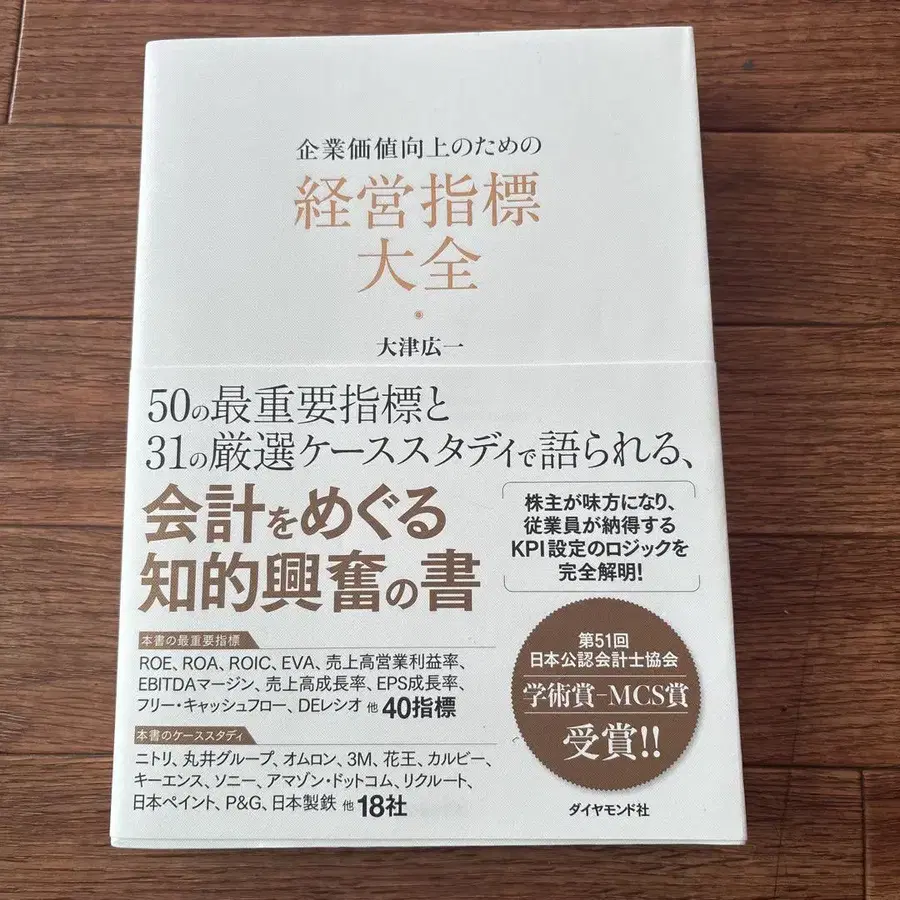 企業価値向上のための
経営指標
大全
大津広一
50の最重要指標と
31の厳選ケーススタディで語られる、
会計をめぐる
知的興奮の書
株主が味方になり、
従業員が納得する
KPI設定のロジックを
完全解明!
本書の最重要指標
ROE、ROA、ROIC、EVA、売上高営業利益率、
EBITDAマージン、売上高成長率、EPS成長率、
フリー・キャッシュフロー、DEレシオ 他 40指標
本書のケーススタディ
ニトリ、丸井グループ、オムロン、3M、花王、カルビー、
キーエンス、ソニー、アマゾン・ドットコム、リクルート、
日本ペイント、P&G、日本製鉄 他 18社
第51回
日本公認会計士協会
学術賞-MCS賞
受賞!!
ダイヤモンド社